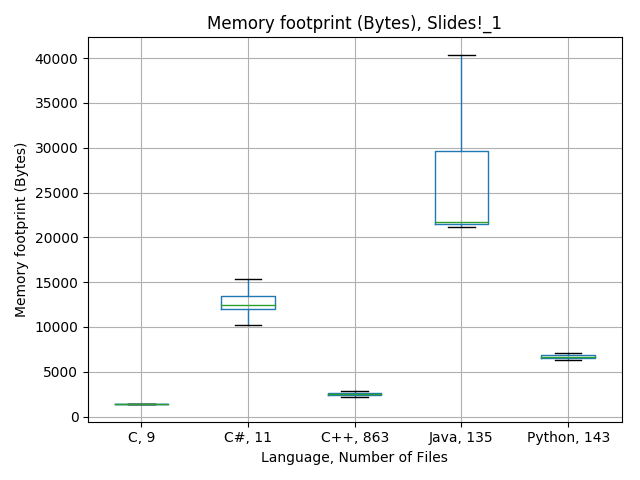 Memory footprint (Bytes), Slides!_1
Memory footprint (Bytes)
40000
35000
30000
25000
20000
15000
10000
5000
0
C, 9
C#, 11
C++, 863
Java, 135
Python, 143
Language, Number of Files